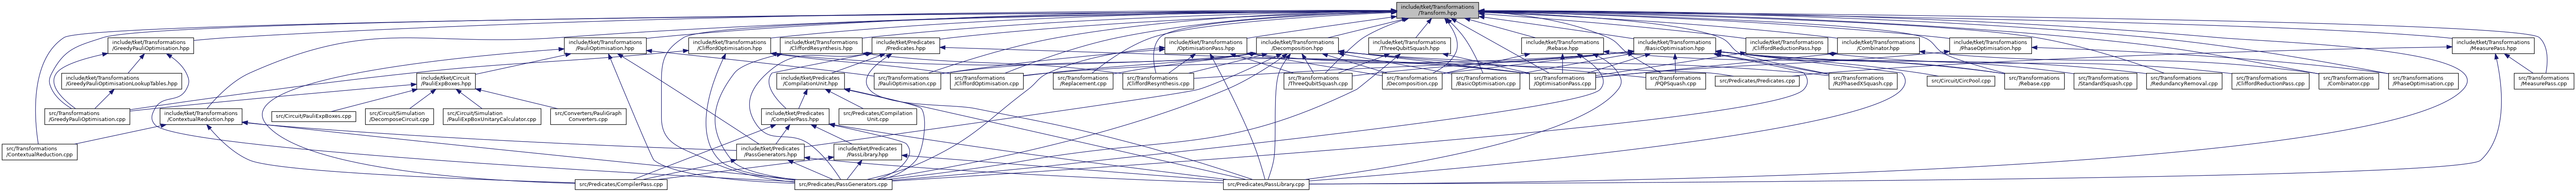 include/tket/Transformations
/Transform.hpp
include/tket/Transformations
/GreedyPauliOptimisation.hpp
include/tket/Transformations
/PauliOptimisation.hpp
include/tket/Transformations
/CliffordOptimisation.hpp
include/tket/Transformations
/CliffordResynthesis.hpp
include/tket/Predicates
/Predicates.hpp
include/tket/Transformations
/OptimisationPass.hpp
include/tket/Transformations
/Decomposition.hpp
include/tket/Transformations
/ThreeQubitSquash.hpp
include/tket/Transformations
/Rebase.hpp
include/tket/Transformations
/BasicOptimisation.hpp
include/tket/Transformations
/CliffordReductionPass.hpp
include/tket/Transformations
/Combinator.hpp
include/tket/Transformations
/PhaseOptimisation.hpp
include/tket/Transformations
/MeasurePass.hpp
include/tket/Transformations
/GreedyPauliOptimisationLookupTables.hpp
include/tket/Circuit
/PauliExpBoxes.hpp
include/tket/Predicates
/CompilationUnit.hpp
src/Transformations
/PauliOptimisation.cpp
src/Transformations
/CliffordOptimisation.cpp
src/Transformations
/Replacement.cpp
src/Transformations
/CliffordResynthesis.cpp
src/Transformations
/ThreeQubitSquash.cpp
src/Transformations
/Decomposition.cpp
src/Transformations
/BasicOptimisation.cpp
src/Transformations
/OptimisationPass.cpp
src/Transformations
/PQPSquash.cpp
src/Predicates/Predicates.cpp
src/Transformations
/RzPhasedXSquash.cpp
src/Circuit/CircPool.cpp
src/Transformations
/Rebase.cpp
src/Transformations
/StandardSquash.cpp
src/Transformations
/RedundancyRemoval.cpp
src/Transformations
/CliffordReductionPass.cpp
src/Transformations
/Combinator.cpp
src/Transformations
/PhaseOptimisation.cpp
src/Transformations
/MeasurePass.cpp
src/Transformations
/GreedyPauliOptimisation.cpp
include/tket/Transformations
/ContextualReduction.hpp
src/Circuit/PauliExpBoxes.cpp
src/Circuit/Simulation
/DecomposeCircuit.cpp
src/Circuit/Simulation
/PauliExpBoxUnitaryCalculator.cpp
src/Converters/PauliGraph
Converters.cpp
include/tket/Predicates
/CompilerPass.hpp
src/Predicates/Compilation
Unit.cpp
src/Transformations
/ContextualReduction.cpp
include/tket/Predicates
/PassGenerators.hpp
include/tket/Predicates
/PassLibrary.hpp
src/Predicates/CompilerPass.cpp
src/Predicates/PassGenerators.cpp
src/Predicates/PassLibrary.cpp